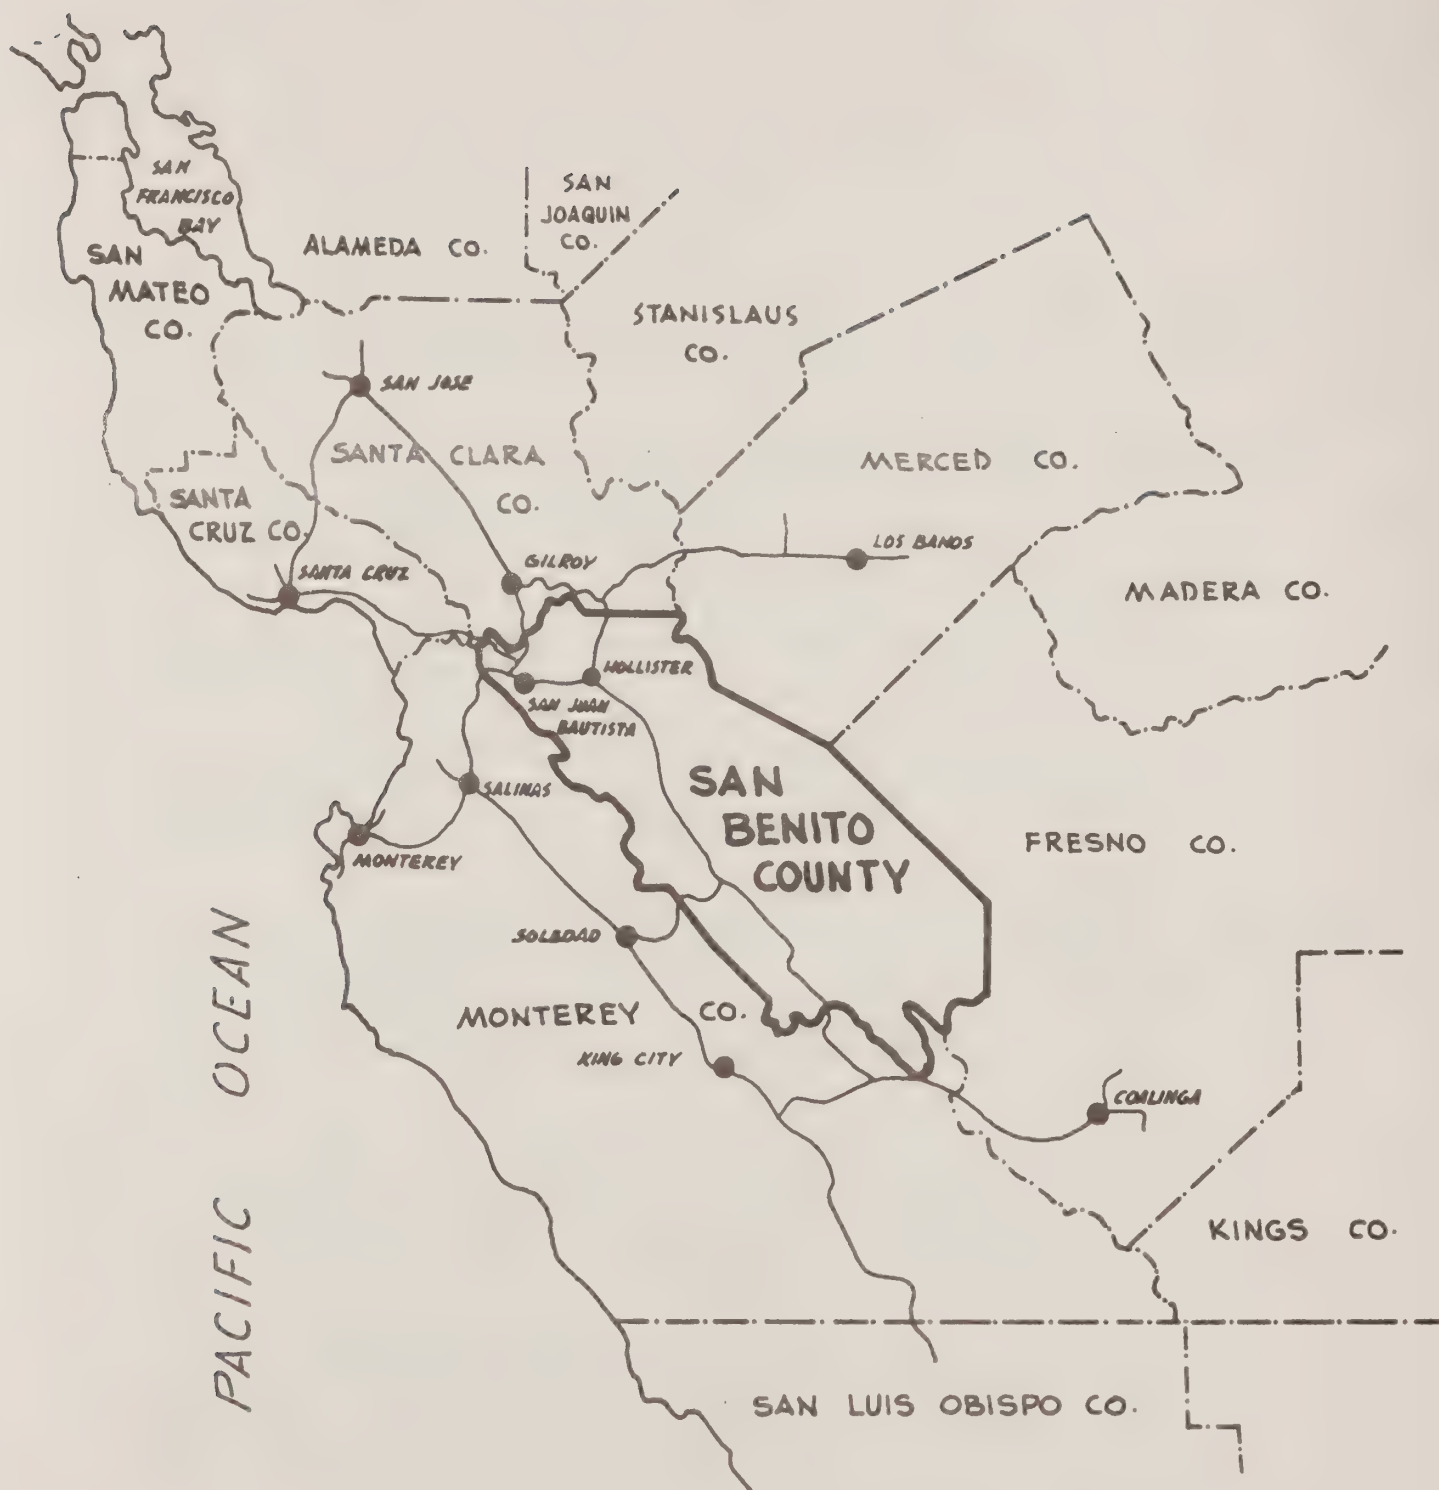 SAN
FRANCISCO
BAY
SAN
JOAQUIN
CO.
ALAMEDA CO.
SAN
MATEO
CO.
STANISLAUS
CO.
SAN JOSE
SANTA CLARA
CO.
MERCED CO.
SANTA
CRUZ CO.
LOS BANOS
GILROY
SANTA CRUZ
MADERA CO.
HOLLISTER
SAN JUAN
BAUTISTA
SAN
BENITO
COUNTY
SALINAS
MONTEREY
FRESNO CO.
SOLEDAD
MONTEREY CO.
KING CITY
COALINGA
PACIFIC OCEAN
KINGS CO.
SAN LUIS OBISPO CO.